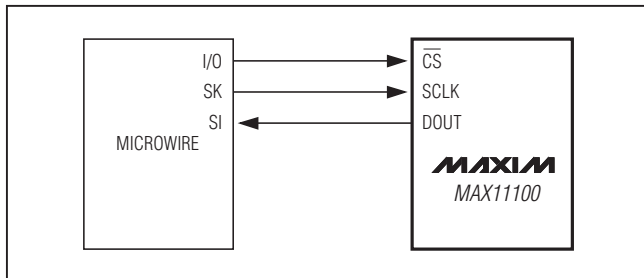 I/O CS
SK SCLK
SI DOUT
MICROWIRE
MAXIM
MAX11100